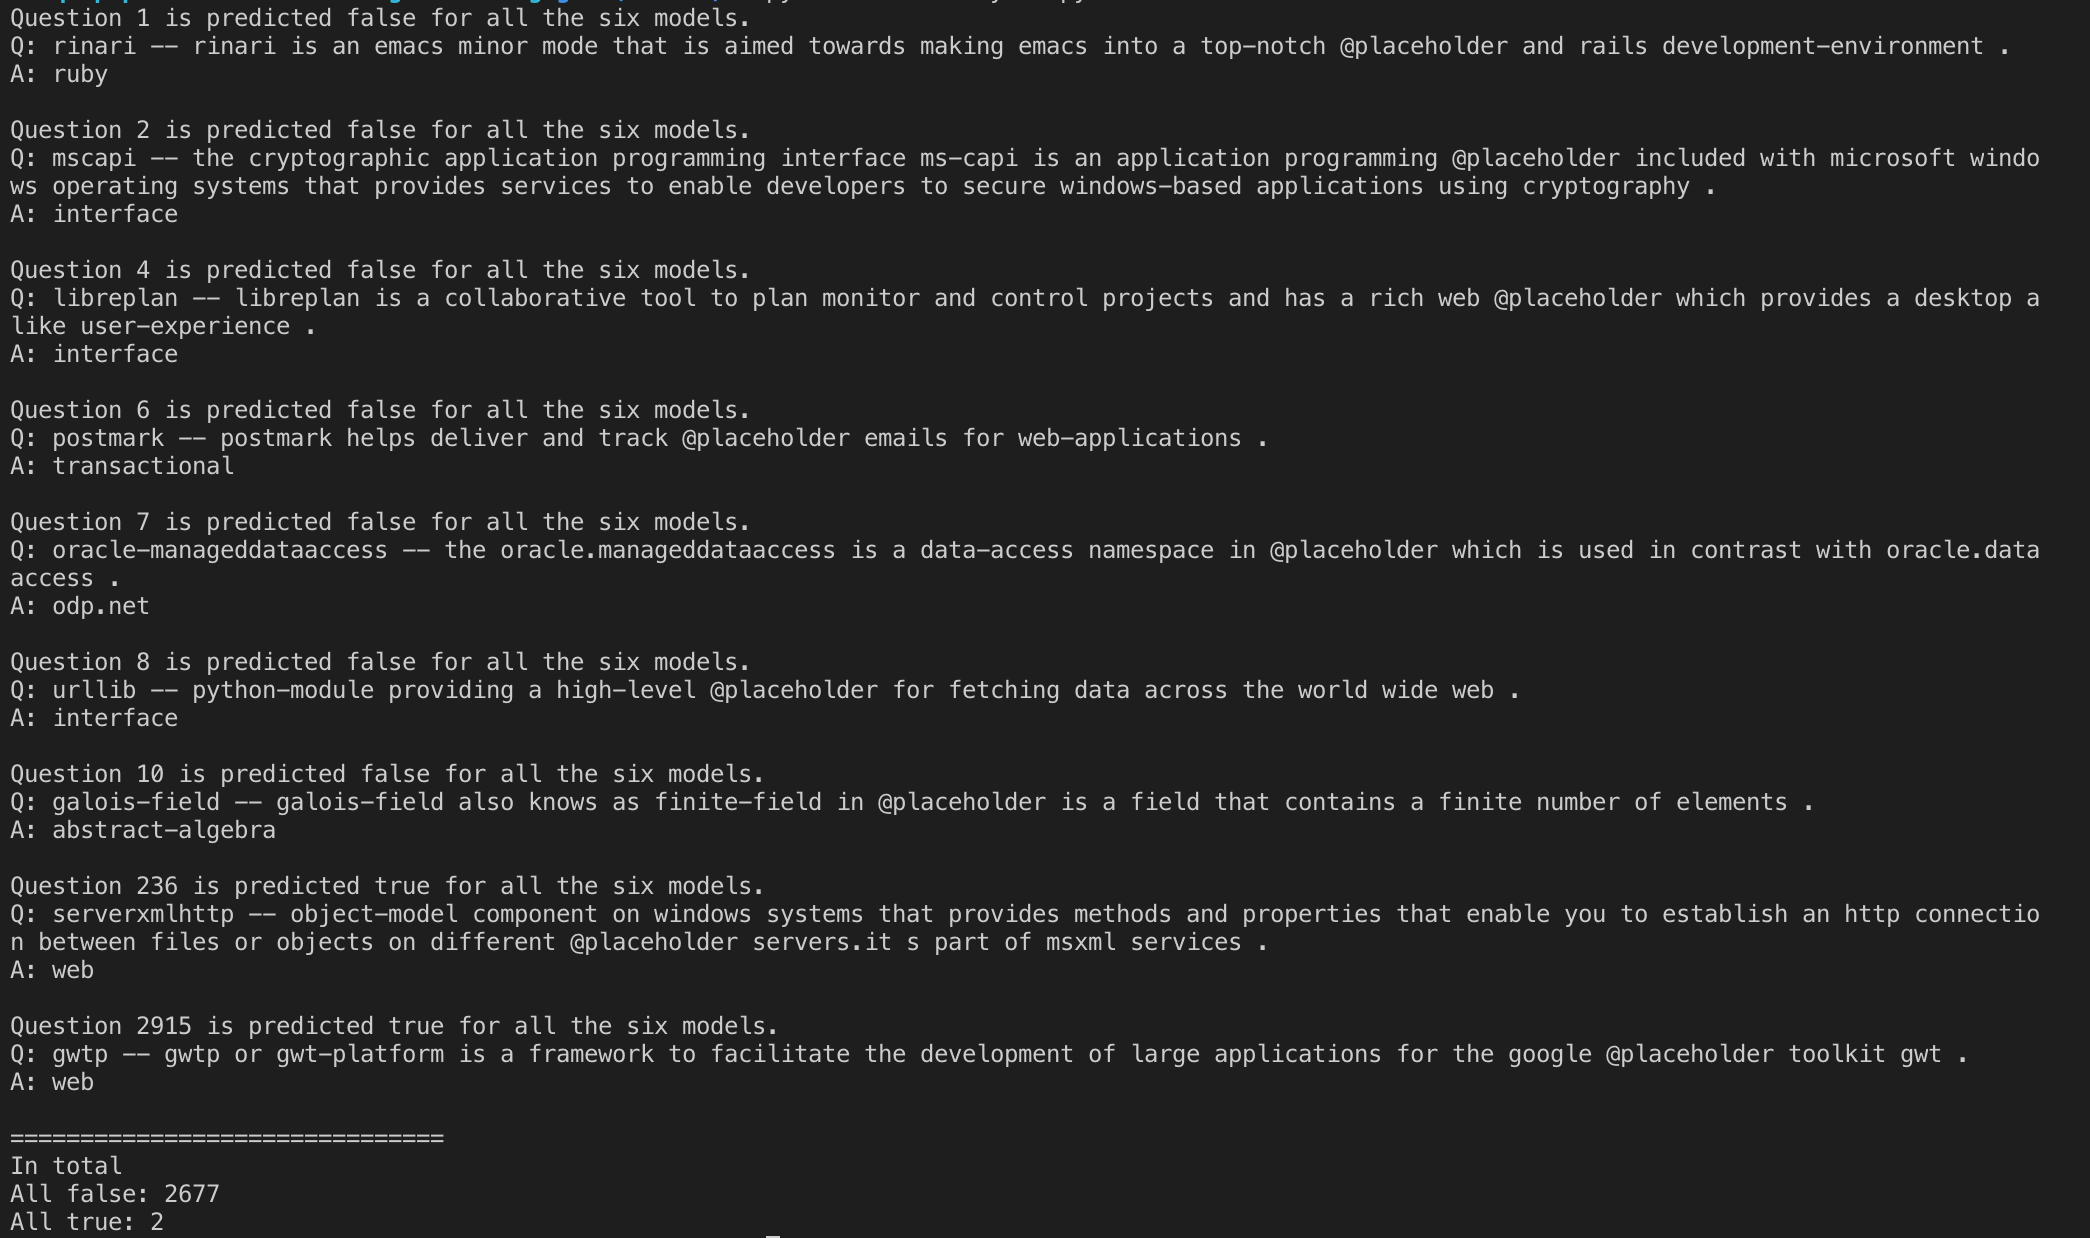 Question 1 is predicted false for all the six models.
Q: rinari -- rinari is an emacs minor mode that is aimed towards making emacs into a top-notch @placeholder and rails development-environment .
A: ruby

Question 2 is predicted false for all the six models.
Q: mscapi -- the cryptographic application programming interface ms-capi is an application programming @placeholder included with microsoft windo
ws operating systems that provides services to enable developers to secure windows-based applications using cryptography .
A: interface

Question 4 is predicted false for all the six models.
Q: libreplan -- libreplan is a collaborative tool to plan monitor and control projects and has a rich web @placeholder which provides a desktop a
like user-experience .
A: interface

Question 6 is predicted false for all the six models.
Q: postmark -- postmark helps deliver and track @placeholder emails for web-applications .
A: transactional

Question 7 is predicted false for all the six models.
Q: oracle-manageddataaccess -- the oracle.manageddataaccess is a data-access namespace in @placeholder which is used in contrast with oracle.data
access .
A: odp.net

Question 8 is predicted false for all the six models.
Q: urllib -- python-module providing a high-level @placeholder for fetching data across the world wide web .
A: interface

Question 10 is predicted false for all the six models.
Q: galois-field -- galois-field also knows as finite-field in @placeholder is a field that contains a finite number of elements .
A: abstract-algebra

Question 236 is predicted true for all the six models.
Q: serverxmlhttp -- object-model component on windows systems that provides methods and properties that enable you to establish an http connectio
n between files or objects on different @placeholder servers.it s part of msxml services .
A: web

Question 2915 is predicted true for all the six models.
Q: gwtp -- gwtp or gwt-platform is a framework to facilitate the development of large applications for the google @placeholder toolkit gwt .
A: web

===============================
In total
All false: 2677
All true: 2